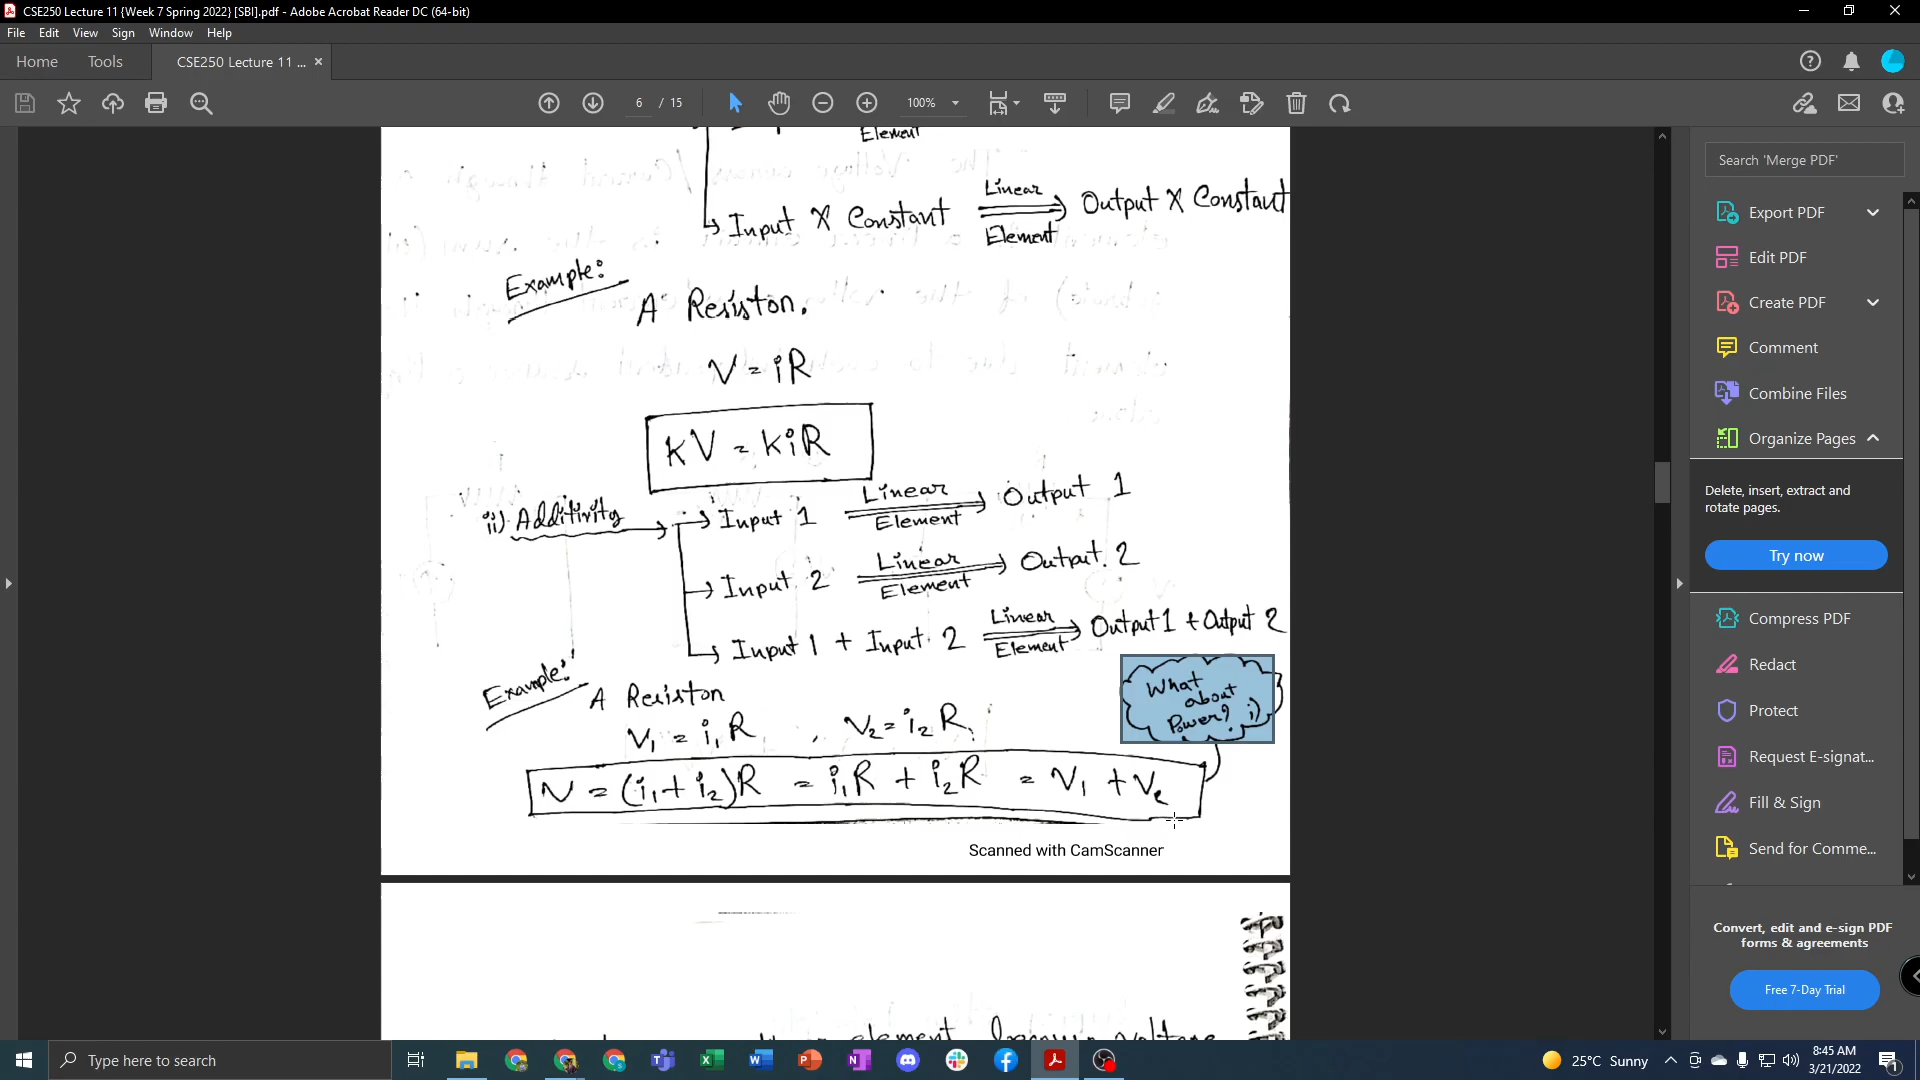 CSE250 Lecture 11 {Week 7 Spring 2022} [SBI].pdf - Adobe Acrobat Reader DC (64-bit)
File Edit View Sign Window Help
Home Tools CSE250 Lecture 11 ... ×
6 / 15 100%
Element
Input X Constant Linear Element Output X Constant
Example:
A Resistor.
V = iR
KV = KiR
ii) Additivity Input 1 Linear Element Output 1
Input 2 Linear Element Output 2
Input 1 + Input 2 Linear Element Output 1 + Output 2
Example:
A Resistor
What
about
Power? ;)
V₁ = i₁R , V₂ = i₂R
V = (i₁ + i₂)R = i₁R + i₂R = V₁ + V₂
Scanned with CamScanner
element
voltage
Search 'Merge PDF'
Export PDF
Edit PDF
Create PDF
Comment
Combine Files
Organize Pages
Delete, insert, extract and
rotate pages.
Try now
Compress PDF
Redact
Protect
Request E-signat...
Fill & Sign
Send for Comme...
Convert, edit and e-sign PDF
forms & agreements
Free 7-Day Trial
Type here to search
25°C Sunny
8:45 AM
3/21/2022
1